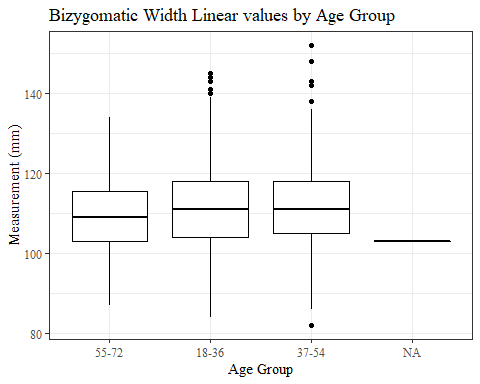 Bizygomatic Width Linear values by Age Group
Measurement (mm)
140
120
100
80
55-72
18-36
37-54
NA
Age Group